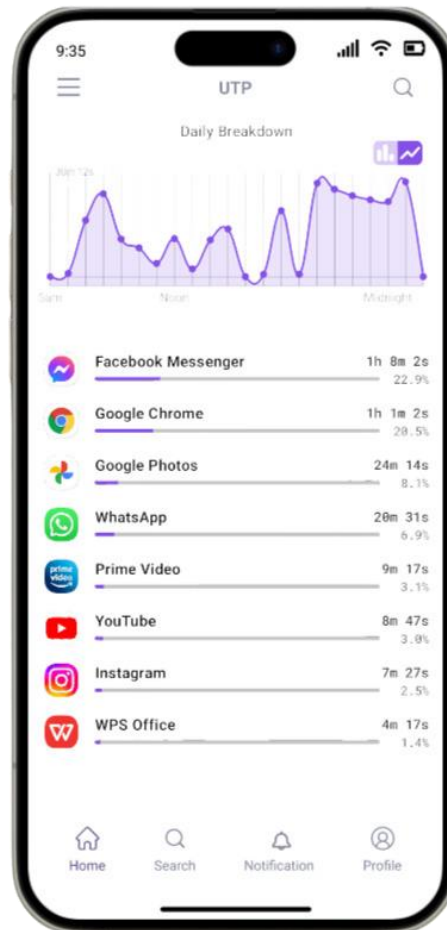 9:35
UTP
Daily Breakdown
30m 12s
5am Noon Midnight
Facebook Messenger 1h 8m 2s
22.9%
Google Chrome 1h 1m 2s
20.5%
Google Photos 24m 14s
8.1%
WhatsApp 20m 31s
6.9%
prime video
Prime Video 9m 17s
3.1%
YouTube 8m 47s
3.0%
Instagram 7m 27s
2.5%
WPS Office 4m 17s
1.4%
Home Search Notification Profile